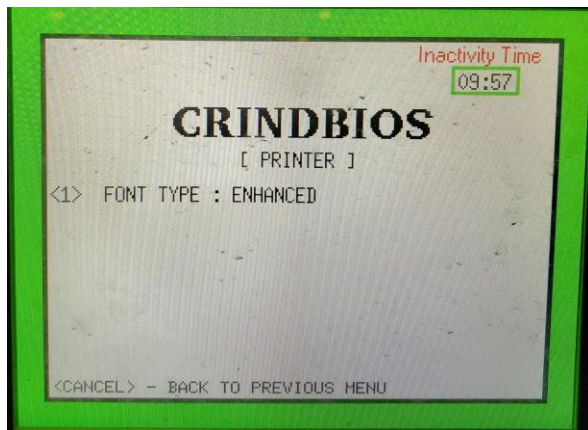 Inactivity Time
09:57
CRINDBIOS
[ PRINTER ]
<1> FONT TYPE : ENHANCED
<CANCEL> - BACK TO PREVIOUS MENU